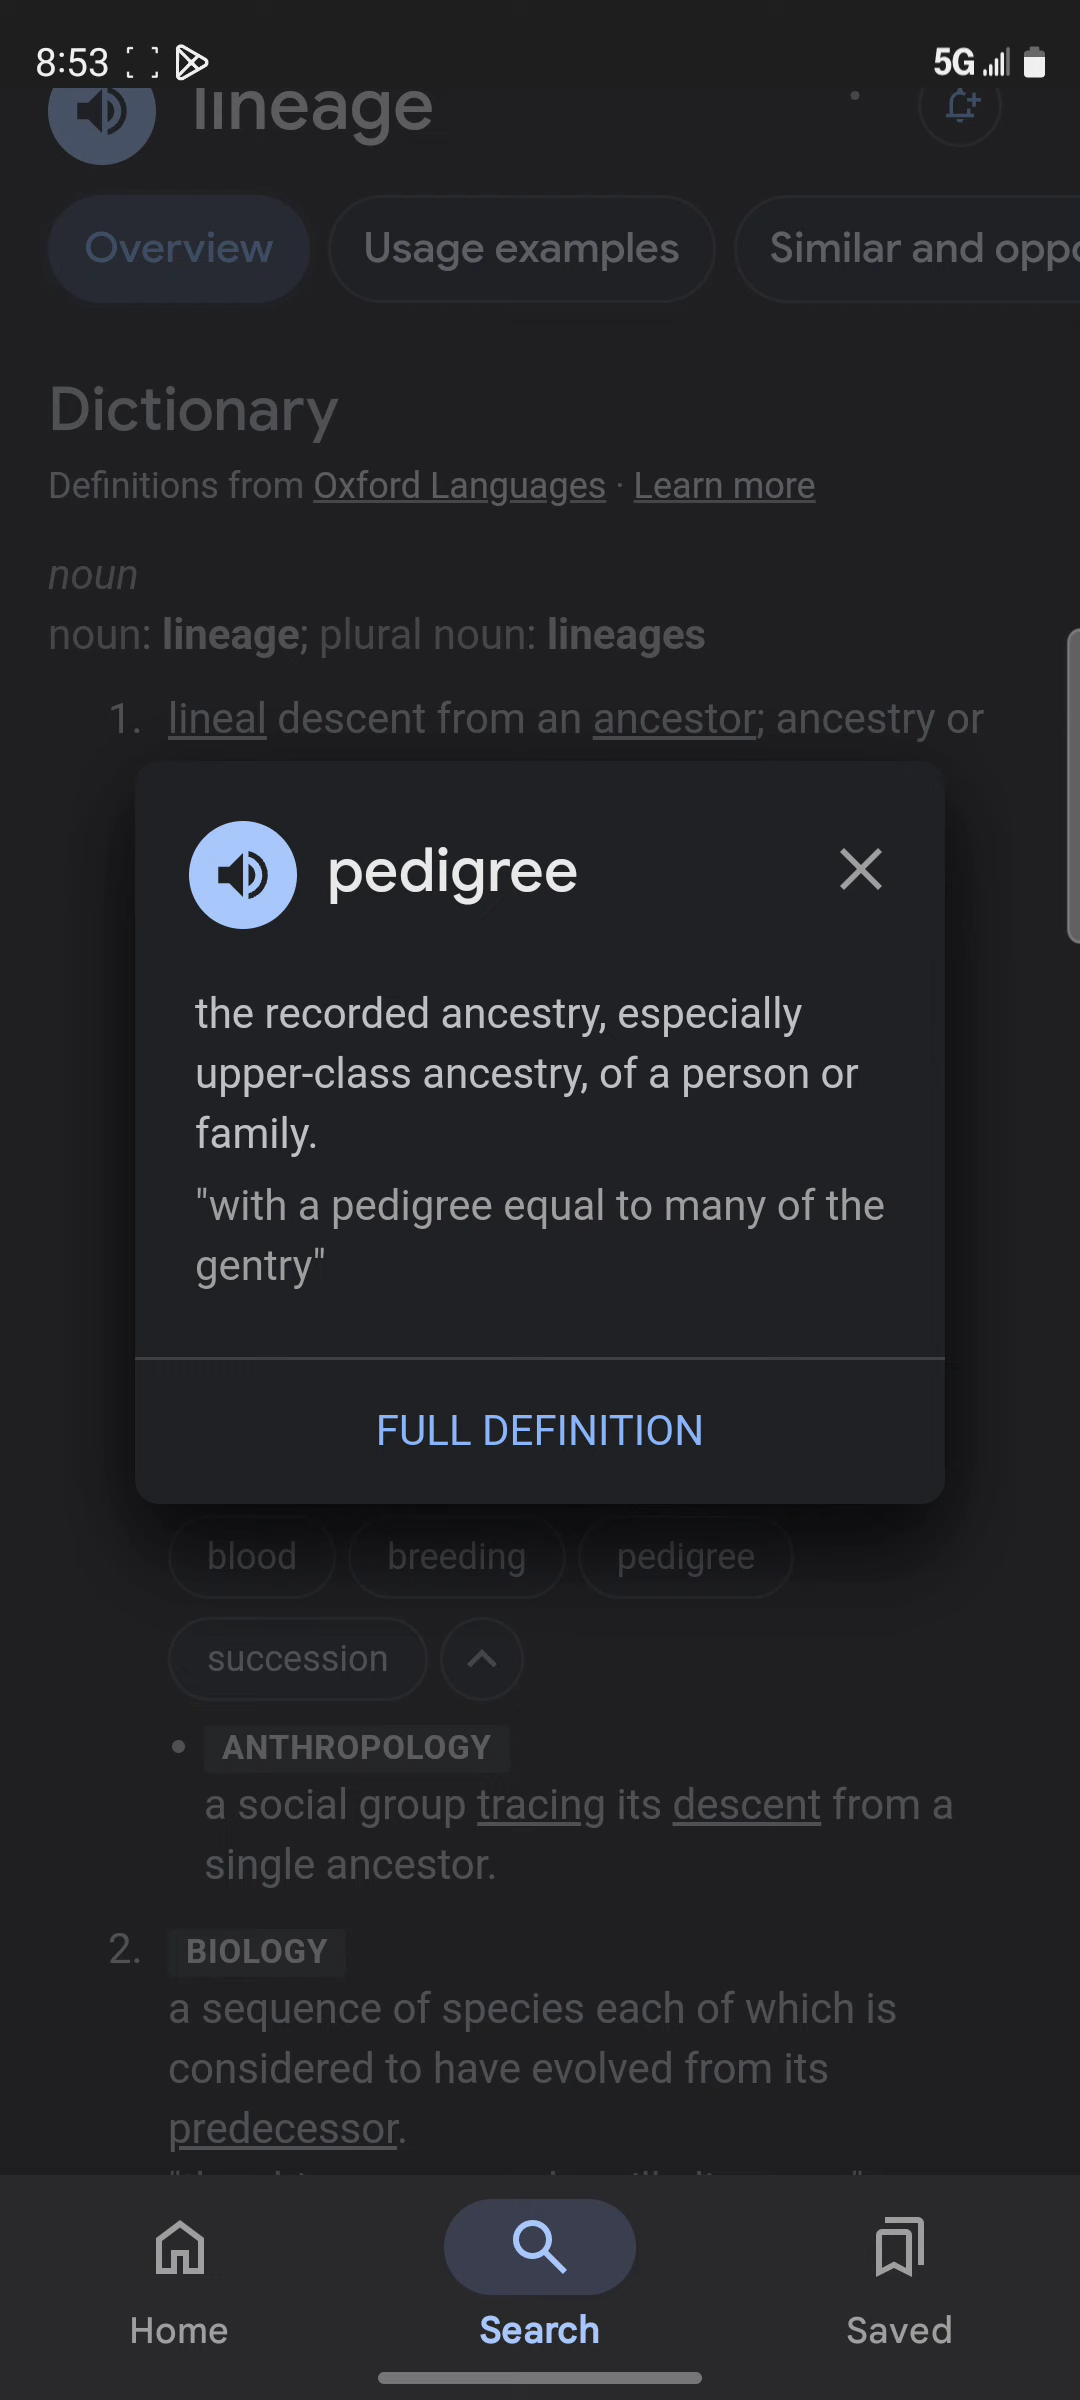 8:53
5G
lineage
Overview
Usage examples
Similar and oppo
Dictionary
Definitions from Oxford Languages · Learn more
noun
noun: lineage; plural noun: lineages
1. lineal descent from an ancestor; ancestry or
pedigree
the recorded ancestry, especially
upper-class ancestry, of a person or
family.
"with a pedigree equal to many of the
gentry"
FULL DEFINITION
blood
breeding
pedigree
succession
• ANTHROPOLOGY
a social group tracing its descent from a
single ancestor.
2. BIOLOGY
a sequence of species each of which is
considered to have evolved from its
predecessor.
Home
Search
Saved